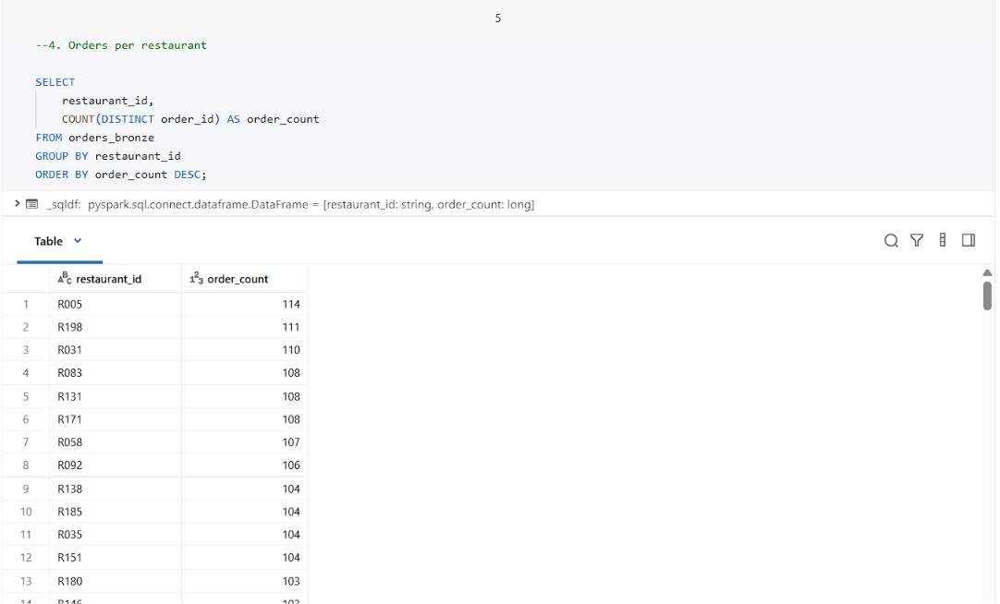 5
--4. Orders per restaurant
SELECT
restaurant_id,
COUNT(DISTINCT order_id) AS order_count
FROM orders_bronze
GROUP BY restaurant_id
ORDER BY order_count DESC;
_sqldf: pyspark.sql.connect.dataframe.DataFrame = [restaurant_id: string, order_count: long]
Table
restaurant_id order_count
1 R005 114
2 R198 111
3 R031 110
4 R083 108
5 R131 108
6 R171 108
7 R058 107
8 R092 106
9 R138 104
10 R185 104
11 R035 104
12 R151 104
13 R180 103